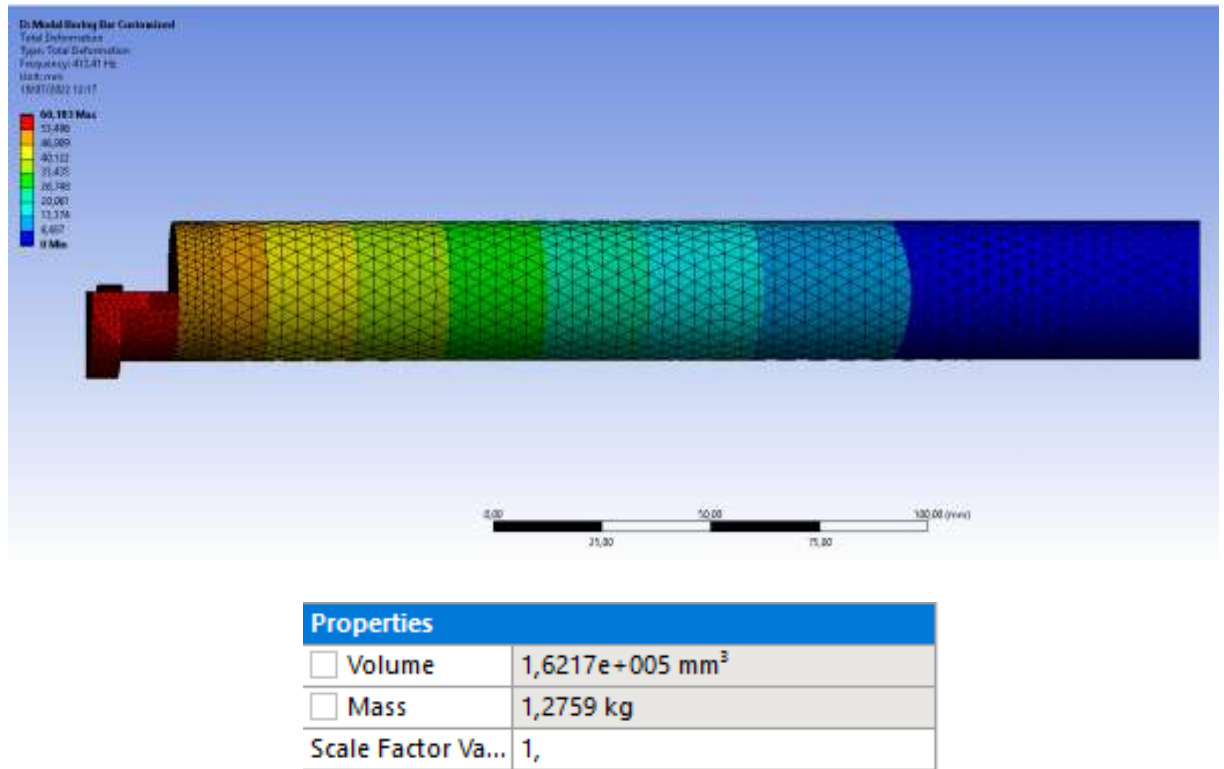 D: Modal Boring Bar Customized
Total Deformation
Type: Total Deformation
Frequency: 413,41 Hz
Unit: mm
12:17
60,183 Max
53,496
46,809
40,122
33,435
26,748
20,061
13,374
6,687
0 Min
0,00 50,00 100,00 (mm)
25,00 75,00
Properties
Volume 1,6217e+005 mm³
Mass 1,2759 kg
Scale Factor Va... 1,